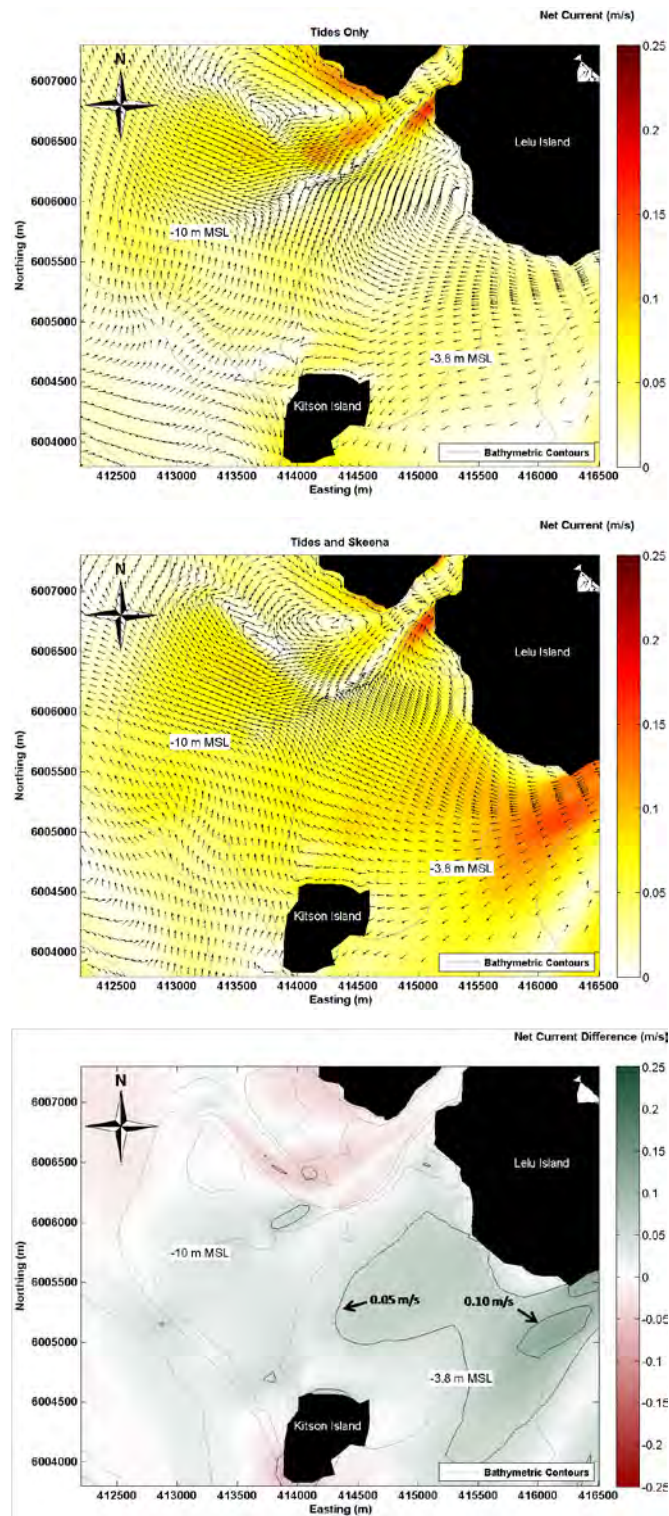 Net Current (m/s)
Tides Only
N
Lelu Island
-10 m MSL
-3.8 m MSL
Kitson Island
Bathymetric Contours
Northing (m)
6007000
6006500
6006000
6005500
6005000
6004500
6004000
412500 413000 413500 414000 414500 415000 415500 416000 416500
Easting (m)
0.25
0.2
0.15
0.1
0.05
0
Net Current (m/s)
Tides and Skeena
N
Lelu Island
-10 m MSL
-3.8 m MSL
Kitson Island
Bathymetric Contours
Northing (m)
6007000
6006500
6006000
6005500
6005000
6004500
6004000
412500 413000 413500 414000 414500 415000 415500 416000 416500
Easting (m)
0.25
0.2
0.15
0.1
0.05
0
Net Current Difference (m/s)
N
Lelu Island
-10 m MSL
0.05 m/s
0.10 m/s
-3.8 m MSL
Kitson Island
Bathymetric Contours
Northing (m)
6007000
6006500
6006000
6005500
6005000
6004500
6004000
412500 413000 413500 414000 414500 415000 415500 416000 416500
Easting (m)
0.25
0.2
0.15
0.1
0.05
0
-0.05
-0.1
-0.15
-0.2
-0.25